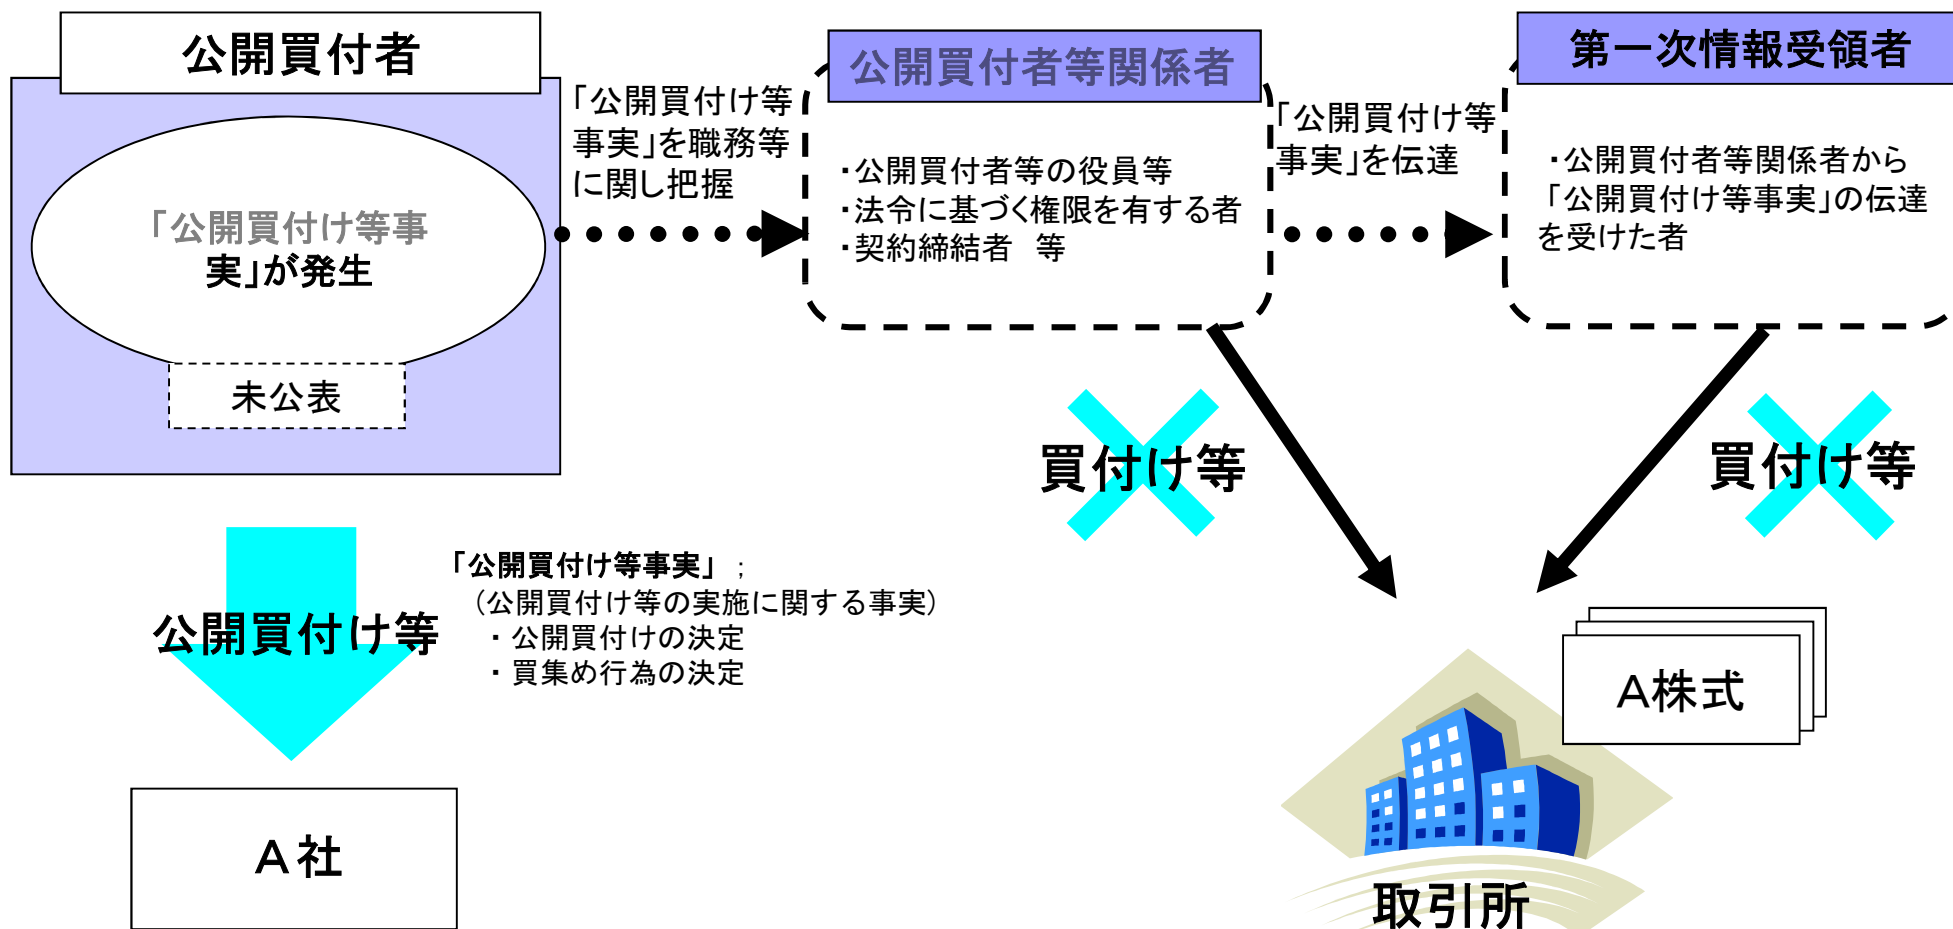 公開買付者
「公開買付け等事
実」が発生
未公表
「公開買付け等
事実」を職務等
に関し把握
公開買付者等関係者
・公開買付者等の役員等
・法令に基づく権限を有する者
・契約締結者　等
「公開買付け等
事実」を伝達
第一次情報受領者
・公開買付者等関係者から
「公開買付け等事実」の伝達
を受けた者
買付け等
買付け等
公開買付け等
「公開買付け等事実」；
（公開買付け等の実施に関する事実）
・公開買付けの決定
・買集め行為の決定
Ａ株式
Ａ社
取引所